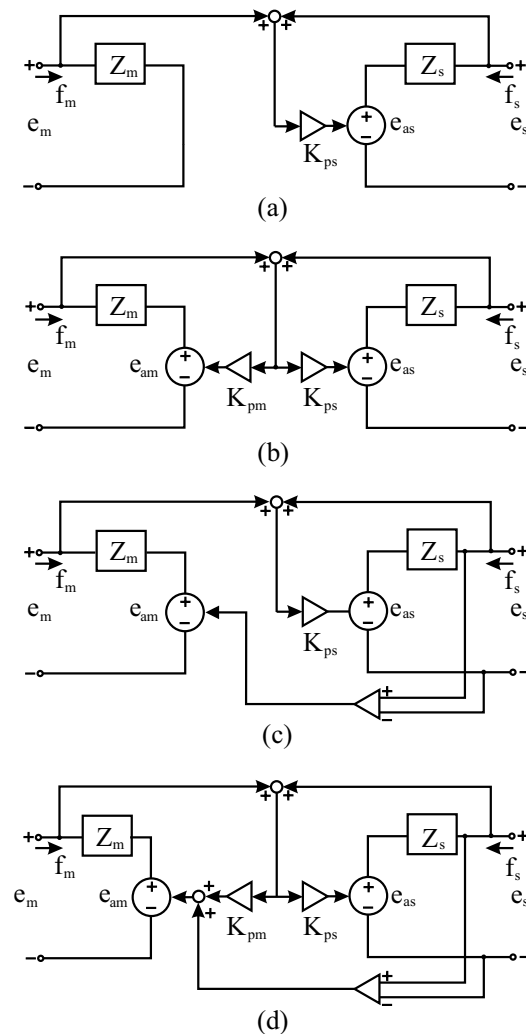 + +
+ Z_m Z_s +
f_m f_s
e_m + e_as e_s
− K_ps −
− −
(a)
+ +
+ Z_m Z_s +
f_m f_s
e_m e_am + + e_as e_s
− K_pm K_ps −
− −
(b)
+ +
+ Z_m Z_s +
f_m f_s
e_m e_am + + e_as e_s
− K_ps −
− + −
−
(c)
+ +
+ Z_m Z_s +
f_m f_s
e_m e_am + + + e_as e_s
− + K_pm K_ps −
− + −
−
(d)